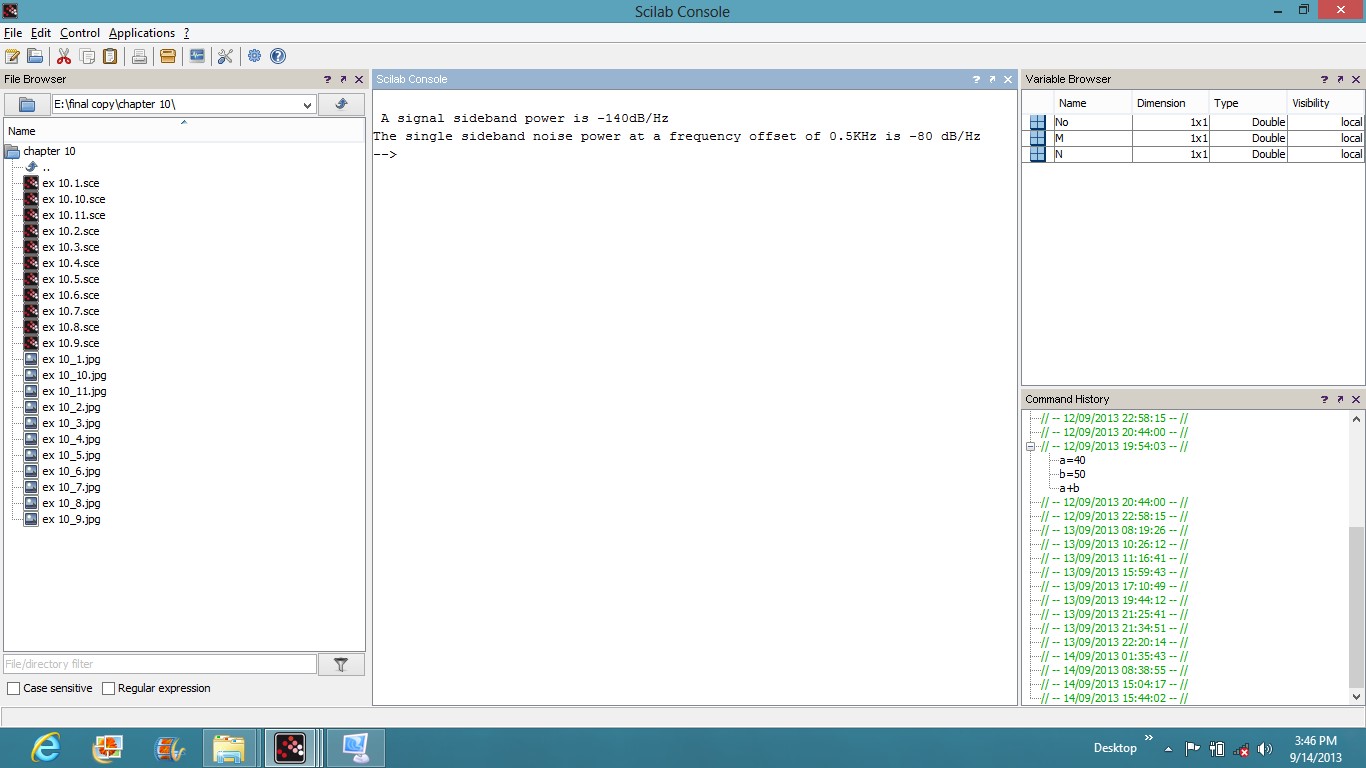 Scilab Console
File Edit Control Applications ?
File Browser ? ↗ ✕
E:\final copy\chapter 10\
Name
chapter 10
..
ex 10.1.sce
ex 10.10.sce
ex 10.11.sce
ex 10.2.sce
ex 10.3.sce
ex 10.4.sce
ex 10.5.sce
ex 10.6.sce
ex 10.7.sce
ex 10.8.sce
ex 10.9.sce
ex 10_1.jpg
ex 10_10.jpg
ex 10_11.jpg
ex 10_2.jpg
ex 10_3.jpg
ex 10_4.jpg
ex 10_5.jpg
ex 10_6.jpg
ex 10_7.jpg
ex 10_8.jpg
ex 10_9.jpg
File/directory filter
Case sensitive Regular expression
Scilab Console ? ↗ ✕
A signal sideband power is -140dB/Hz
The single sideband noise power at a frequency offset of 0.5KHz is -80 dB/Hz
-->
Variable Browser ? ↗ ✕
Name Dimension Type Visibility
No 1x1 Double local
M 1x1 Double local
N 1x1 Double local
Command History ? ↗ ✕
// -- 12/09/2013 22:58:15 -- //
// -- 12/09/2013 20:44:00 -- //
// -- 12/09/2013 19:54:03 -- //
a=40
b=50
a+b
// -- 12/09/2013 20:44:00 -- //
// -- 12/09/2013 22:58:15 -- //
// -- 13/09/2013 08:19:26 -- //
// -- 13/09/2013 10:26:12 -- //
// -- 13/09/2013 11:16:41 -- //
// -- 13/09/2013 15:59:43 -- //
// -- 13/09/2013 17:10:49 -- //
// -- 13/09/2013 19:44:12 -- //
// -- 13/09/2013 21:25:41 -- //
// -- 13/09/2013 21:34:51 -- //
// -- 13/09/2013 22:20:14 -- //
// -- 14/09/2013 01:35:43 -- //
// -- 14/09/2013 08:38:55 -- //
// -- 14/09/2013 15:04:17 -- //
// -- 14/09/2013 15:44:02 -- //
Desktop
3:46 PM
9/14/2013